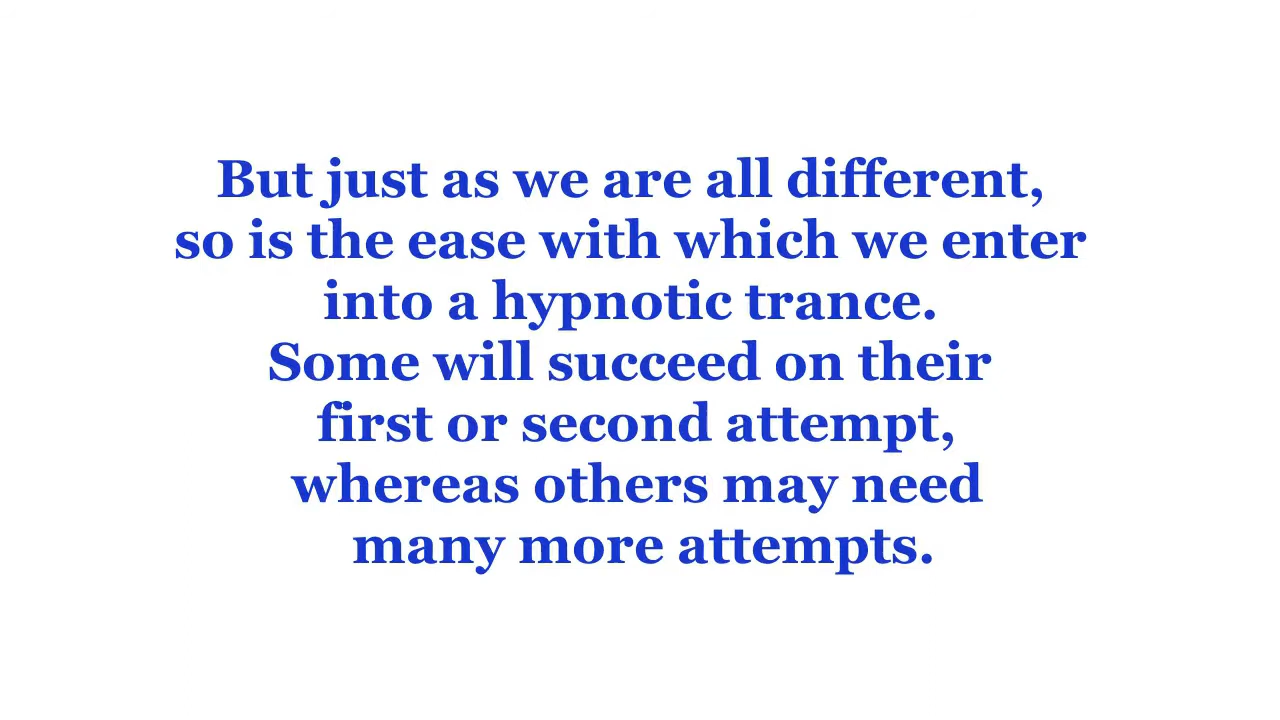 But just as we are all different,
so is the ease with which we enter
into a hypnotic trance.
Some will succeed on their
first or second attempt,
whereas others may need
many more attempts.